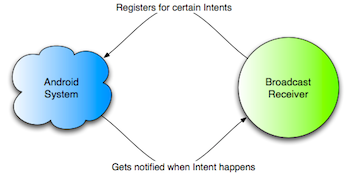 Registers for certain Intents
Android
System
Broadcast
Receiver
Gets notified when Intent happens